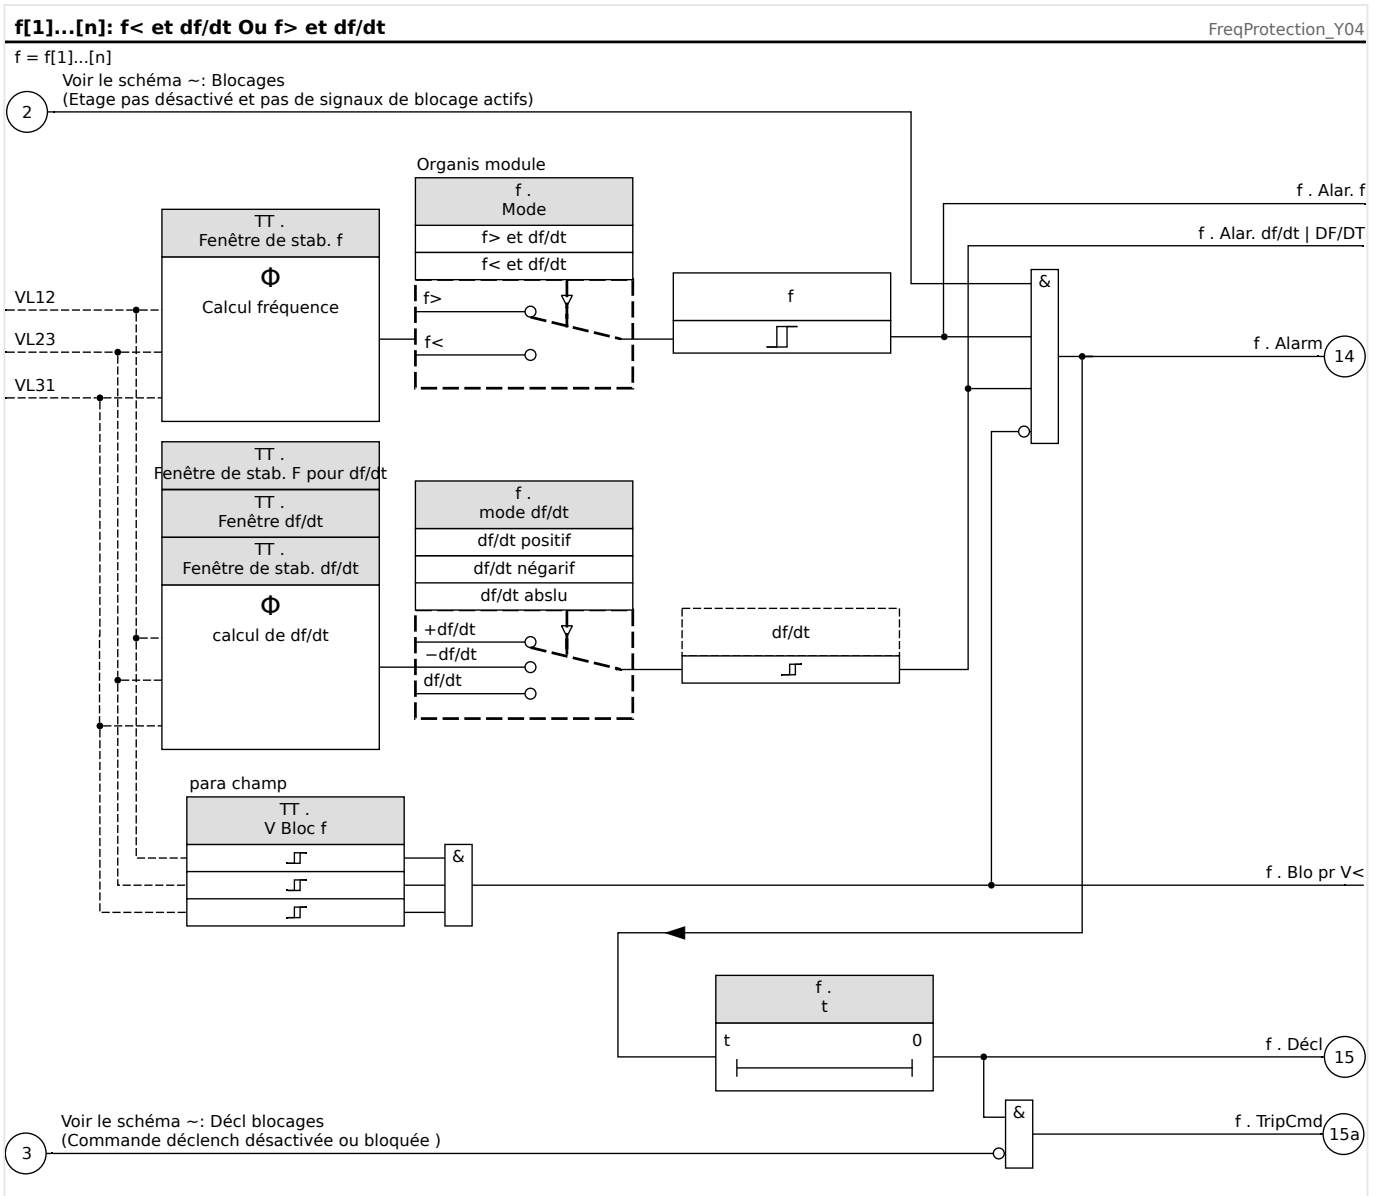 f[1]...[n]: f< et df/dt Ou f> et df/dt
FreqProtection_Y04
f = f[1]...[n]
Voir le schéma ~: Blocages
(Etage pas désactivé et pas de signaux de blocage actifs)
2
Organis module
f .
Mode
f> et df/dt
f< et df/dt
f>
f<
TT .
Fenêtre de stab. f
Φ
Calcul fréquence
VL12
VL23
VL31
f
f . Alar. f
f . Alar. df/dt | DF/DT
&
f . Alarm
14
TT .
Fenêtre de stab. F pour df/dt
TT .
Fenêtre df/dt
TT .
Fenêtre de stab. df/dt
Φ
calcul de df/dt
f .
mode df/dt
df/dt positif
df/dt négarif
df/dt abslu
+df/dt
−df/dt
df/dt
df/dt
para champ
TT .
V Bloc f
&
f . Blo pr V<
f .
t
t
0
f . Décl
15
&
f . TripCmd
15a
Voir le schéma ~: Décl blocages
(Commande déclench désactivée ou bloquée )
3